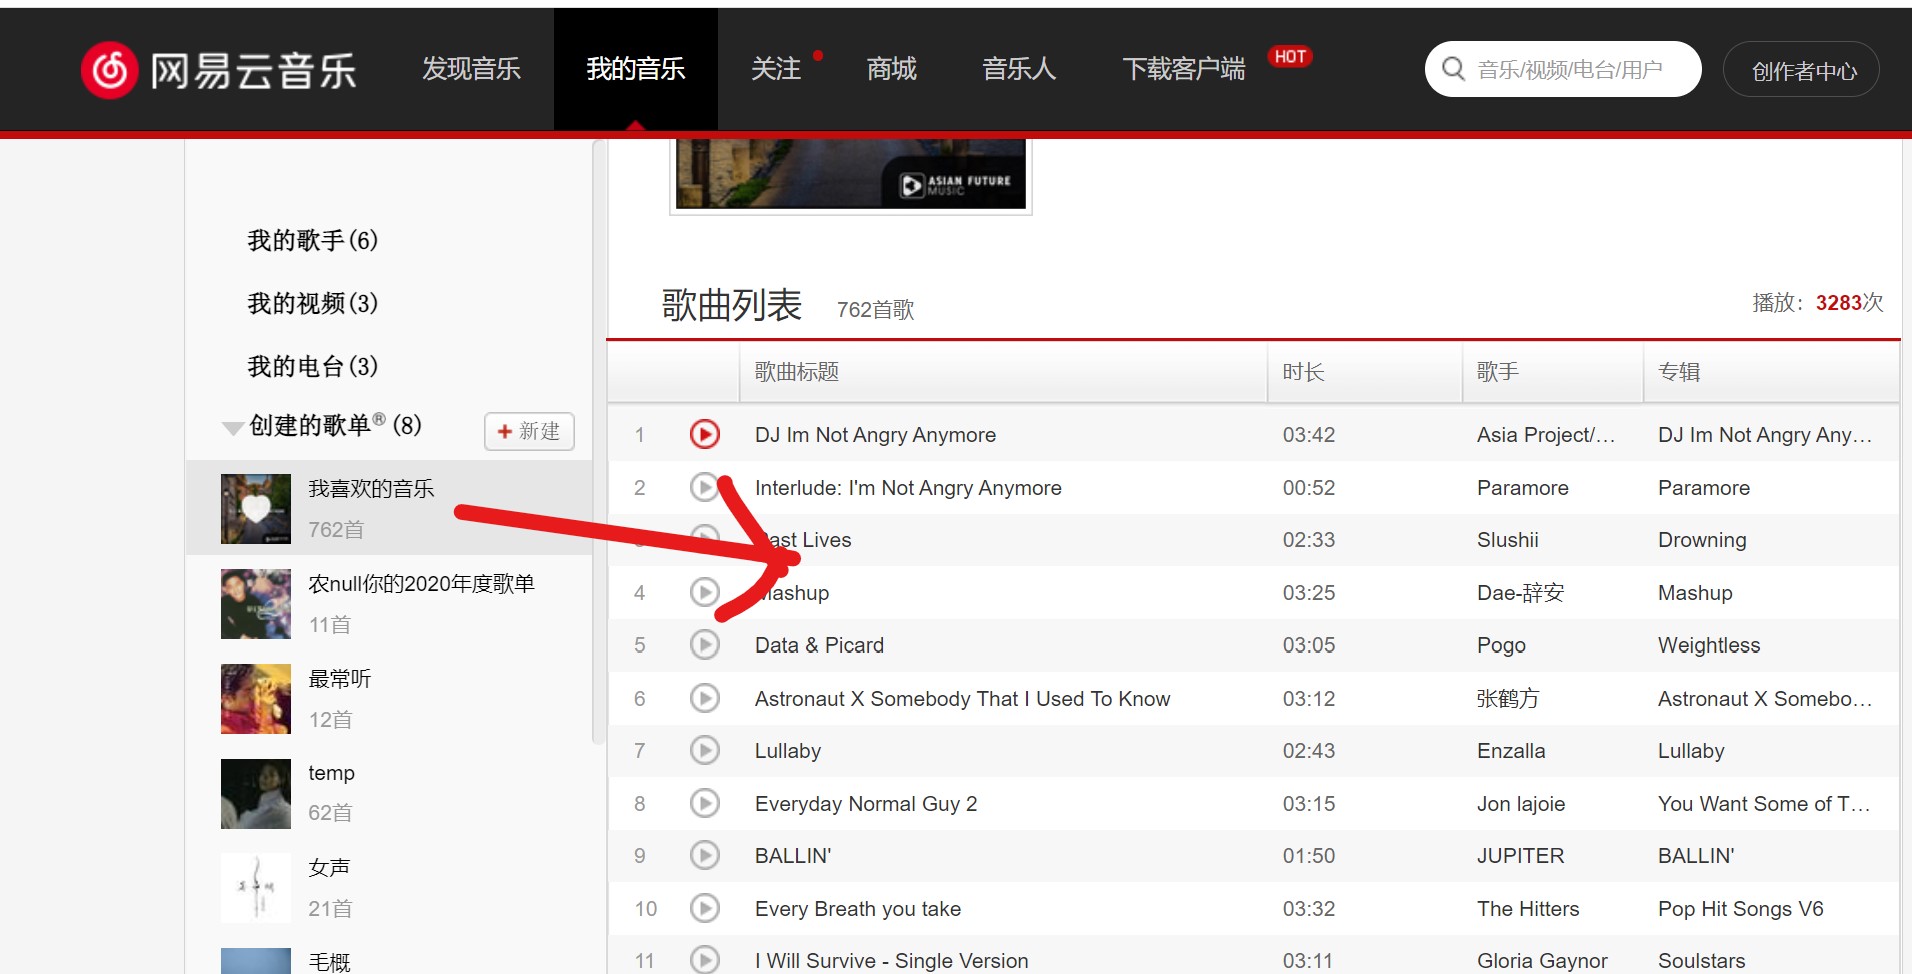 网易云音乐 发现音乐 我的音乐 关注 商城 音乐人 下载客户端 HOT 音乐/视频/电台/用户 创作者中心
ASIAN FUTURE
MUSIC
我的歌手(6)
我的视频(3)
我的电台(3)
创建的歌单®(8) + 新建
我喜欢的音乐
762首
农null你的2020年度歌单
11首
最常听
12首
temp
62首
女声
21首
毛概
歌曲列表 762首歌 播放：3283次
歌曲标题 时长 歌手 专辑
1 DJ Im Not Angry Anymore 03:42 Asia Project/… DJ Im Not Angry Any…
2 Interlude: I'm Not Angry Anymore 00:52 Paramore Paramore
3 Past Lives 02:33 Slushii Drowning
4 Mashup 03:25 Dae-辞安 Mashup
5 Data & Picard 03:05 Pogo Weightless
6 Astronaut X Somebody That I Used To Know 03:12 张鹤方 Astronaut X Somebo…
7 Lullaby 02:43 Enzalla Lullaby
8 Everyday Normal Guy 2 03:15 Jon lajoie You Want Some of T…
9 BALLIN' 01:50 JUPITER BALLIN'
10 Every Breath you take 03:32 The Hitters Pop Hit Songs V6
11 I Will Survive - Single Version 03:11 Gloria Gaynor Soulstars